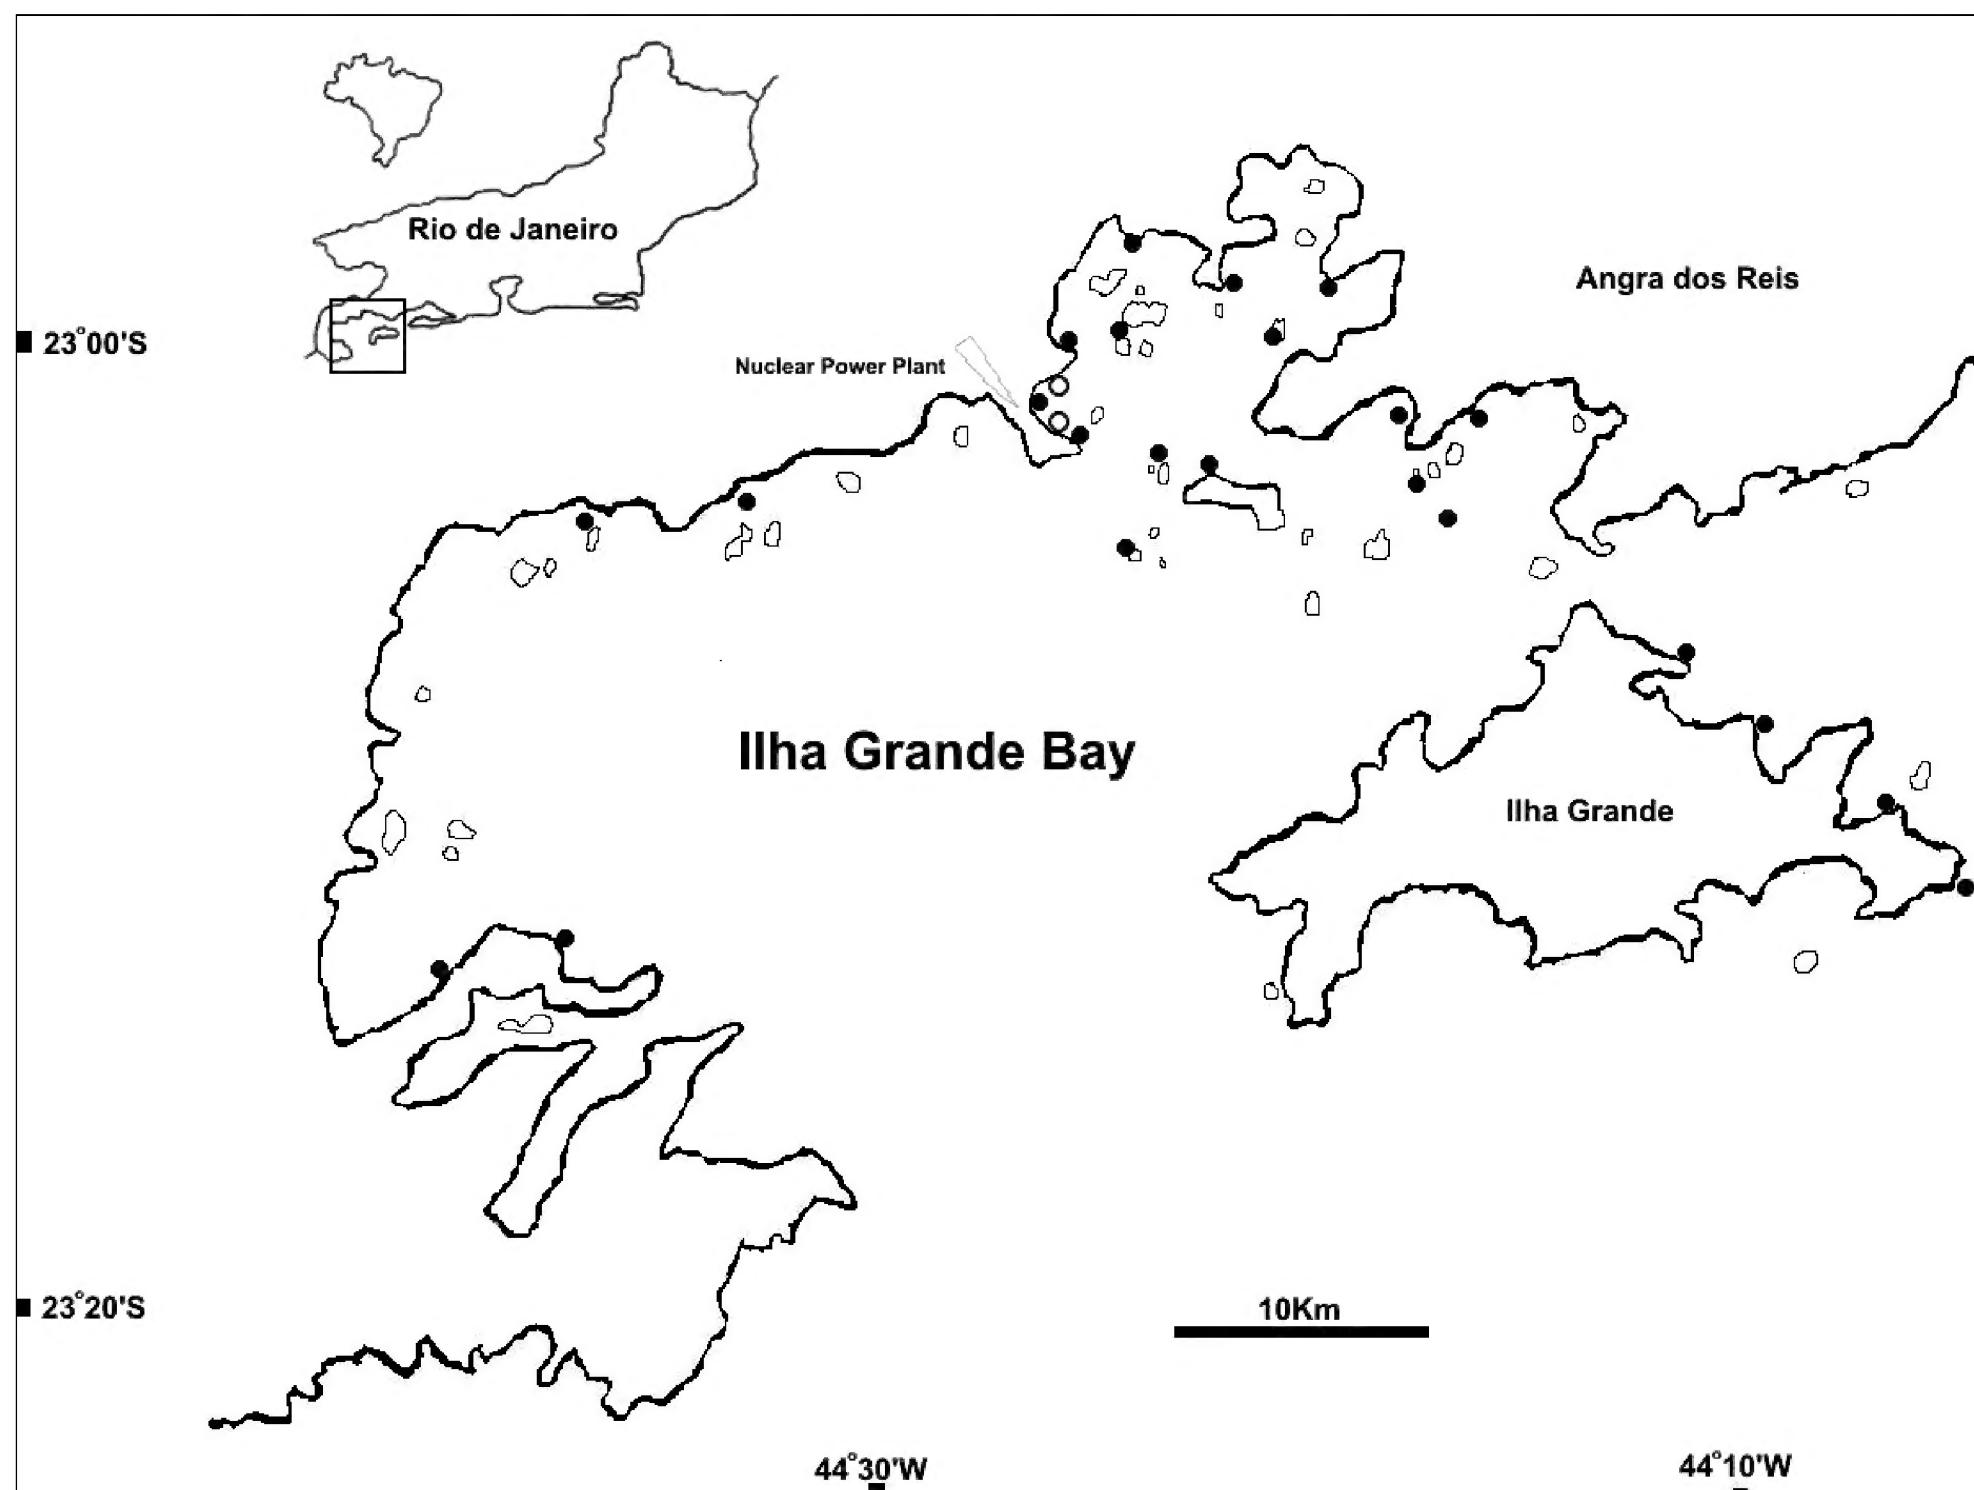 Rio de Janeiro
Angra dos Reis
23°00'S
Nuclear Power Plant
Ilha Grande Bay
Ilha Grande
23°20'S
10Km
44°30'W
44°10'W